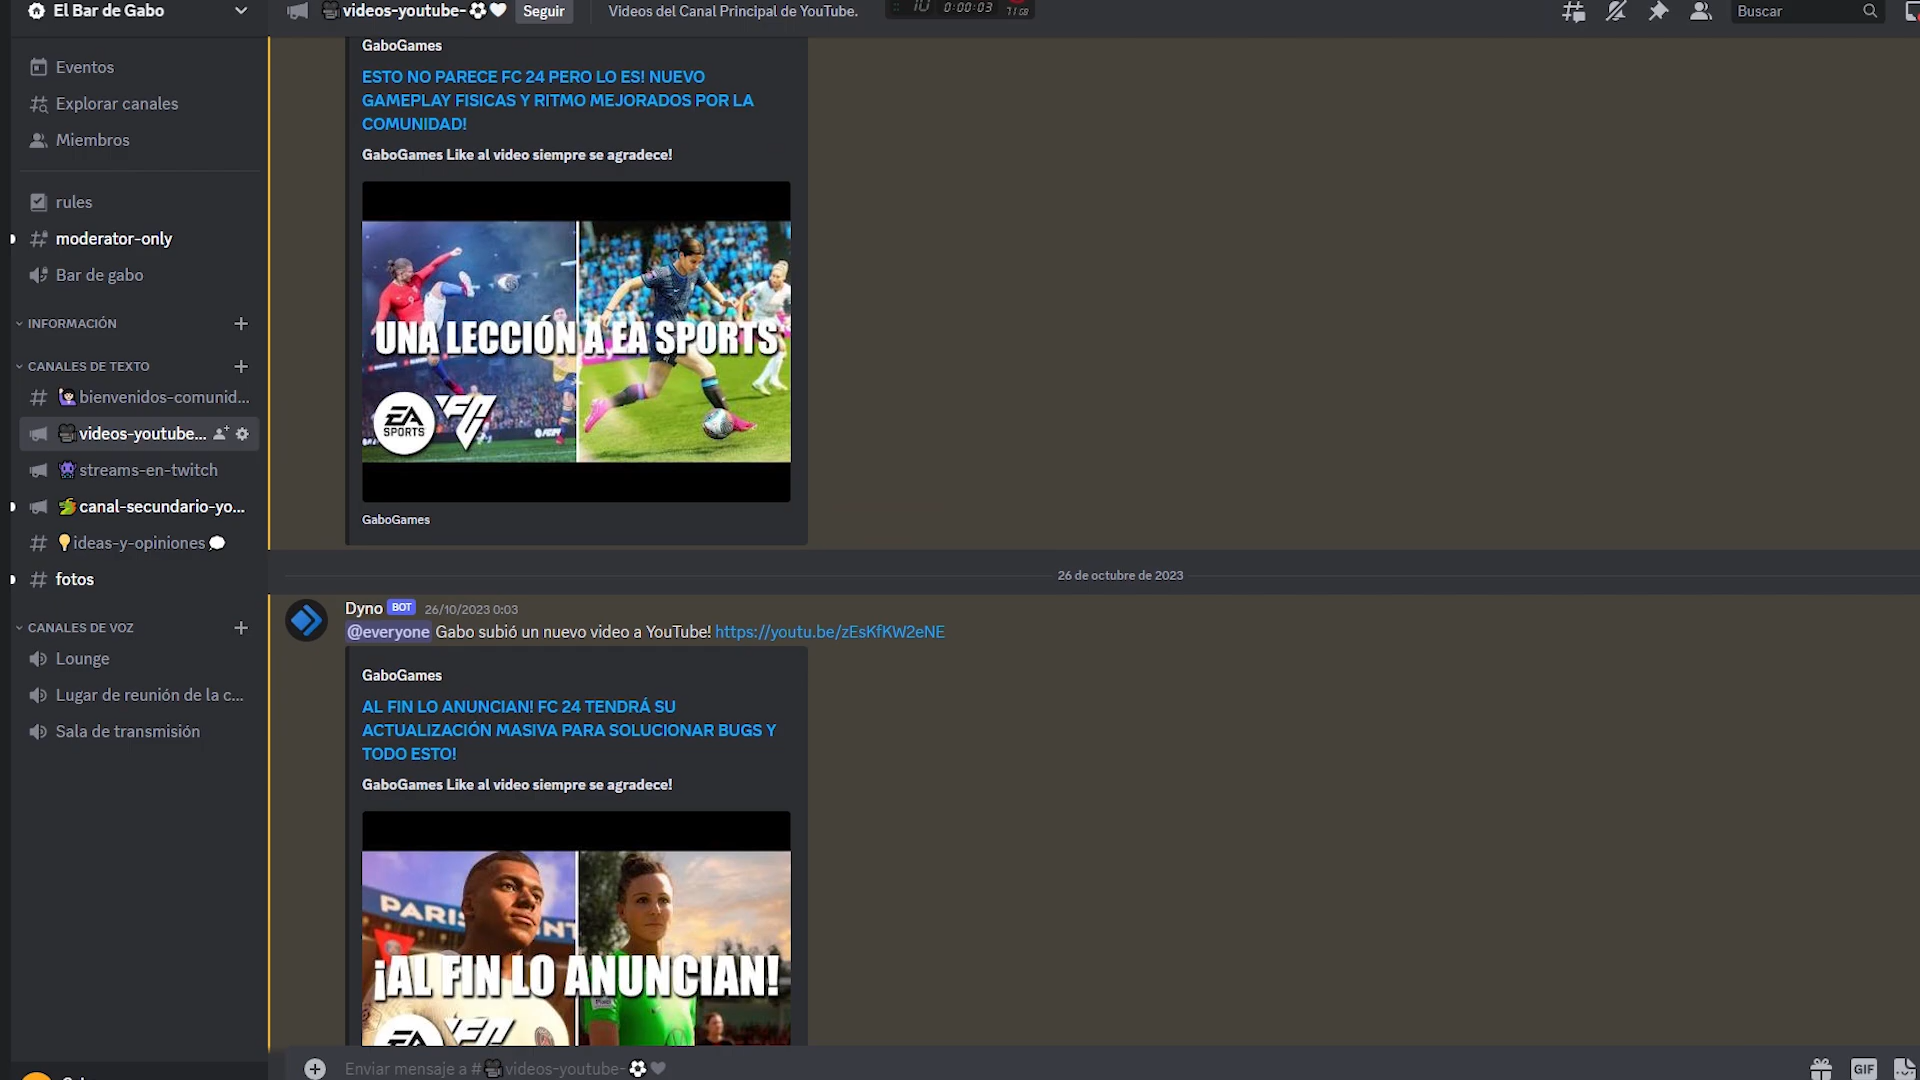 El Bar de Gabo
Eventos
Explorar canales
Miembros
rules
moderator-only
Bar de gabo
INFORMACIÓN
CANALES DE TEXTO
bienvenidos-comunid...
videos-youtube...
streams-en-twitch
canal-secundario-yo...
ideas-y-opiniones
fotos
CANALES DE VOZ
Lounge
Lugar de reunión de la c...
Sala de transmisión
videos-youtube-
Seguir
Videos del Canal Principal de YouTube.
0:00:03
Buscar
GaboGames
ESTO NO PARECE FC 24 PERO LO ES! NUEVO
GAMEPLAY FISICAS Y RITMO MEJORADOS POR LA
COMUNIDAD!
GaboGames Like al video siempre se agradece!
UNA LECCIÓN A EA SPORTS
EA
SPORTS
FC
GaboGames
26 de octubre de 2023
Dyno BOT 26/10/2023 0:03
@everyone Gabo subió un nuevo video a YouTube! https://youtu.be/zEsKfKW2eNE
GaboGames
AL FIN LO ANUNCIAN! FC 24 TENDRÁ SU
ACTUALIZACIÓN MASIVA PARA SOLUCIONAR BUGS Y
TODO ESTO!
GaboGames Like al video siempre se agradece!
¡AL FIN LO ANUNCIAN!
EA
FC
Enviar mensaje a # videos-youtube-
GIF